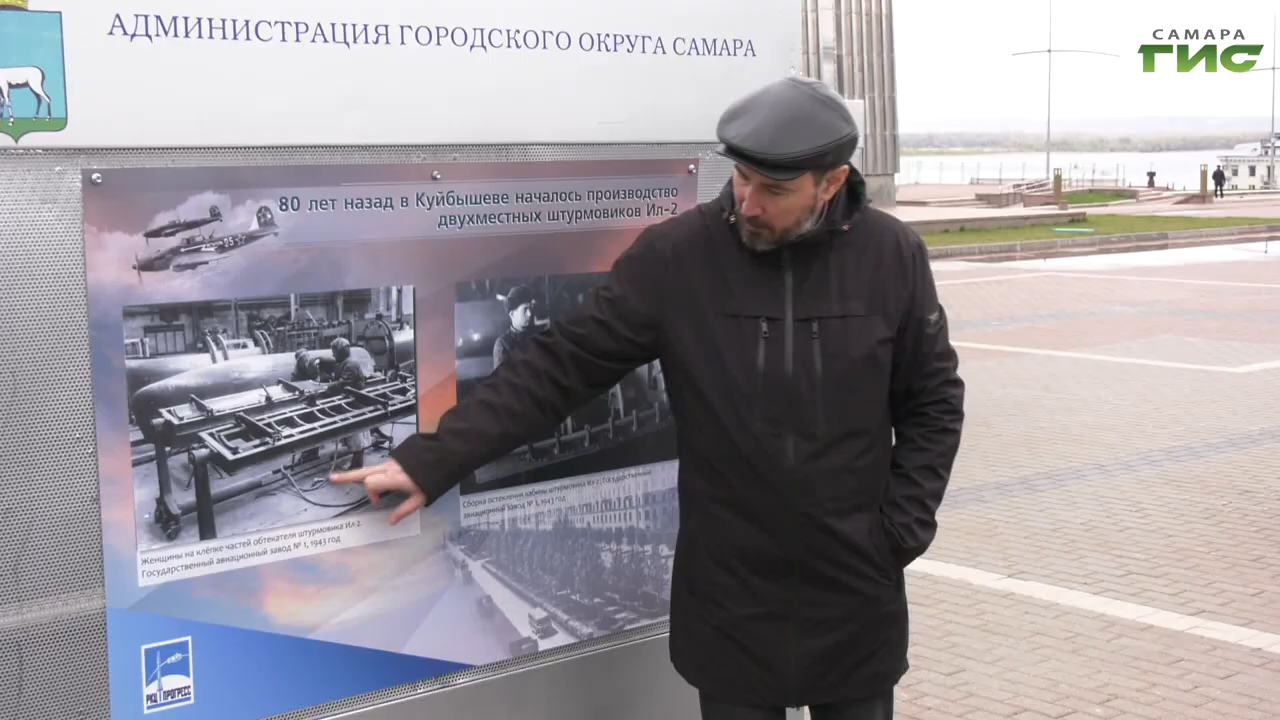 АДМИНИСТРАЦИЯ ГОРОДСКОГО ОКРУГА САМАРА
САМАРА
ГИС
80 лет назад в Куйбышеве началось производство
двухместных штурмовиков Ил-2
25
Женщины на клёпке частей обтекателя штурмовика Ил-2.
Государственный авиационный завод № 1, 1943 год
Сборка остекления кабины штурмовика Ил-2. Государственный
авиационный завод № 1, 1943 год
РКЦ ПРОГРЕСС